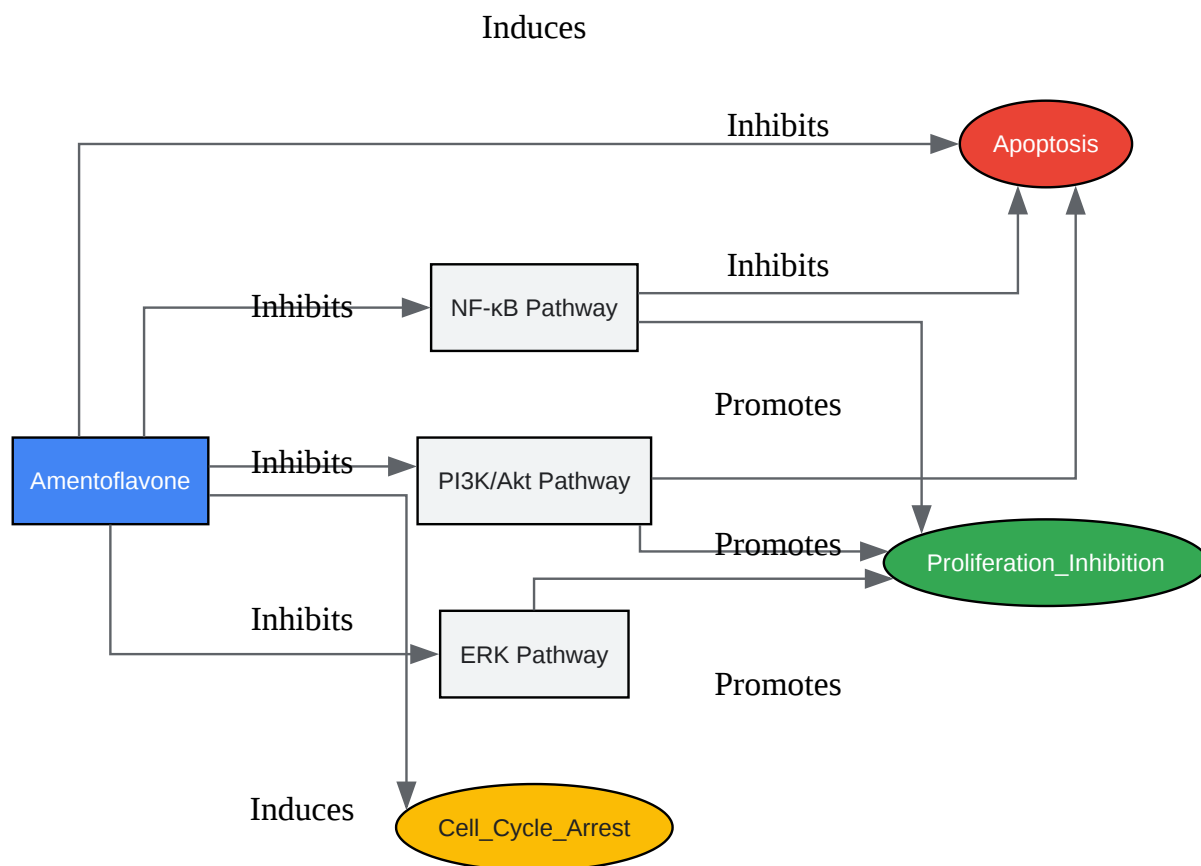 Induces
Inhibits
Apoptosis
Inhibits
Inhibits
NF-κB Pathway
Promotes
Amentoflavone
Inhibits
PI3K/Akt Pathway
Promotes
Proliferation_Inhibition
Inhibits
ERK Pathway
Promotes
Induces
Cell_Cycle_Arrest